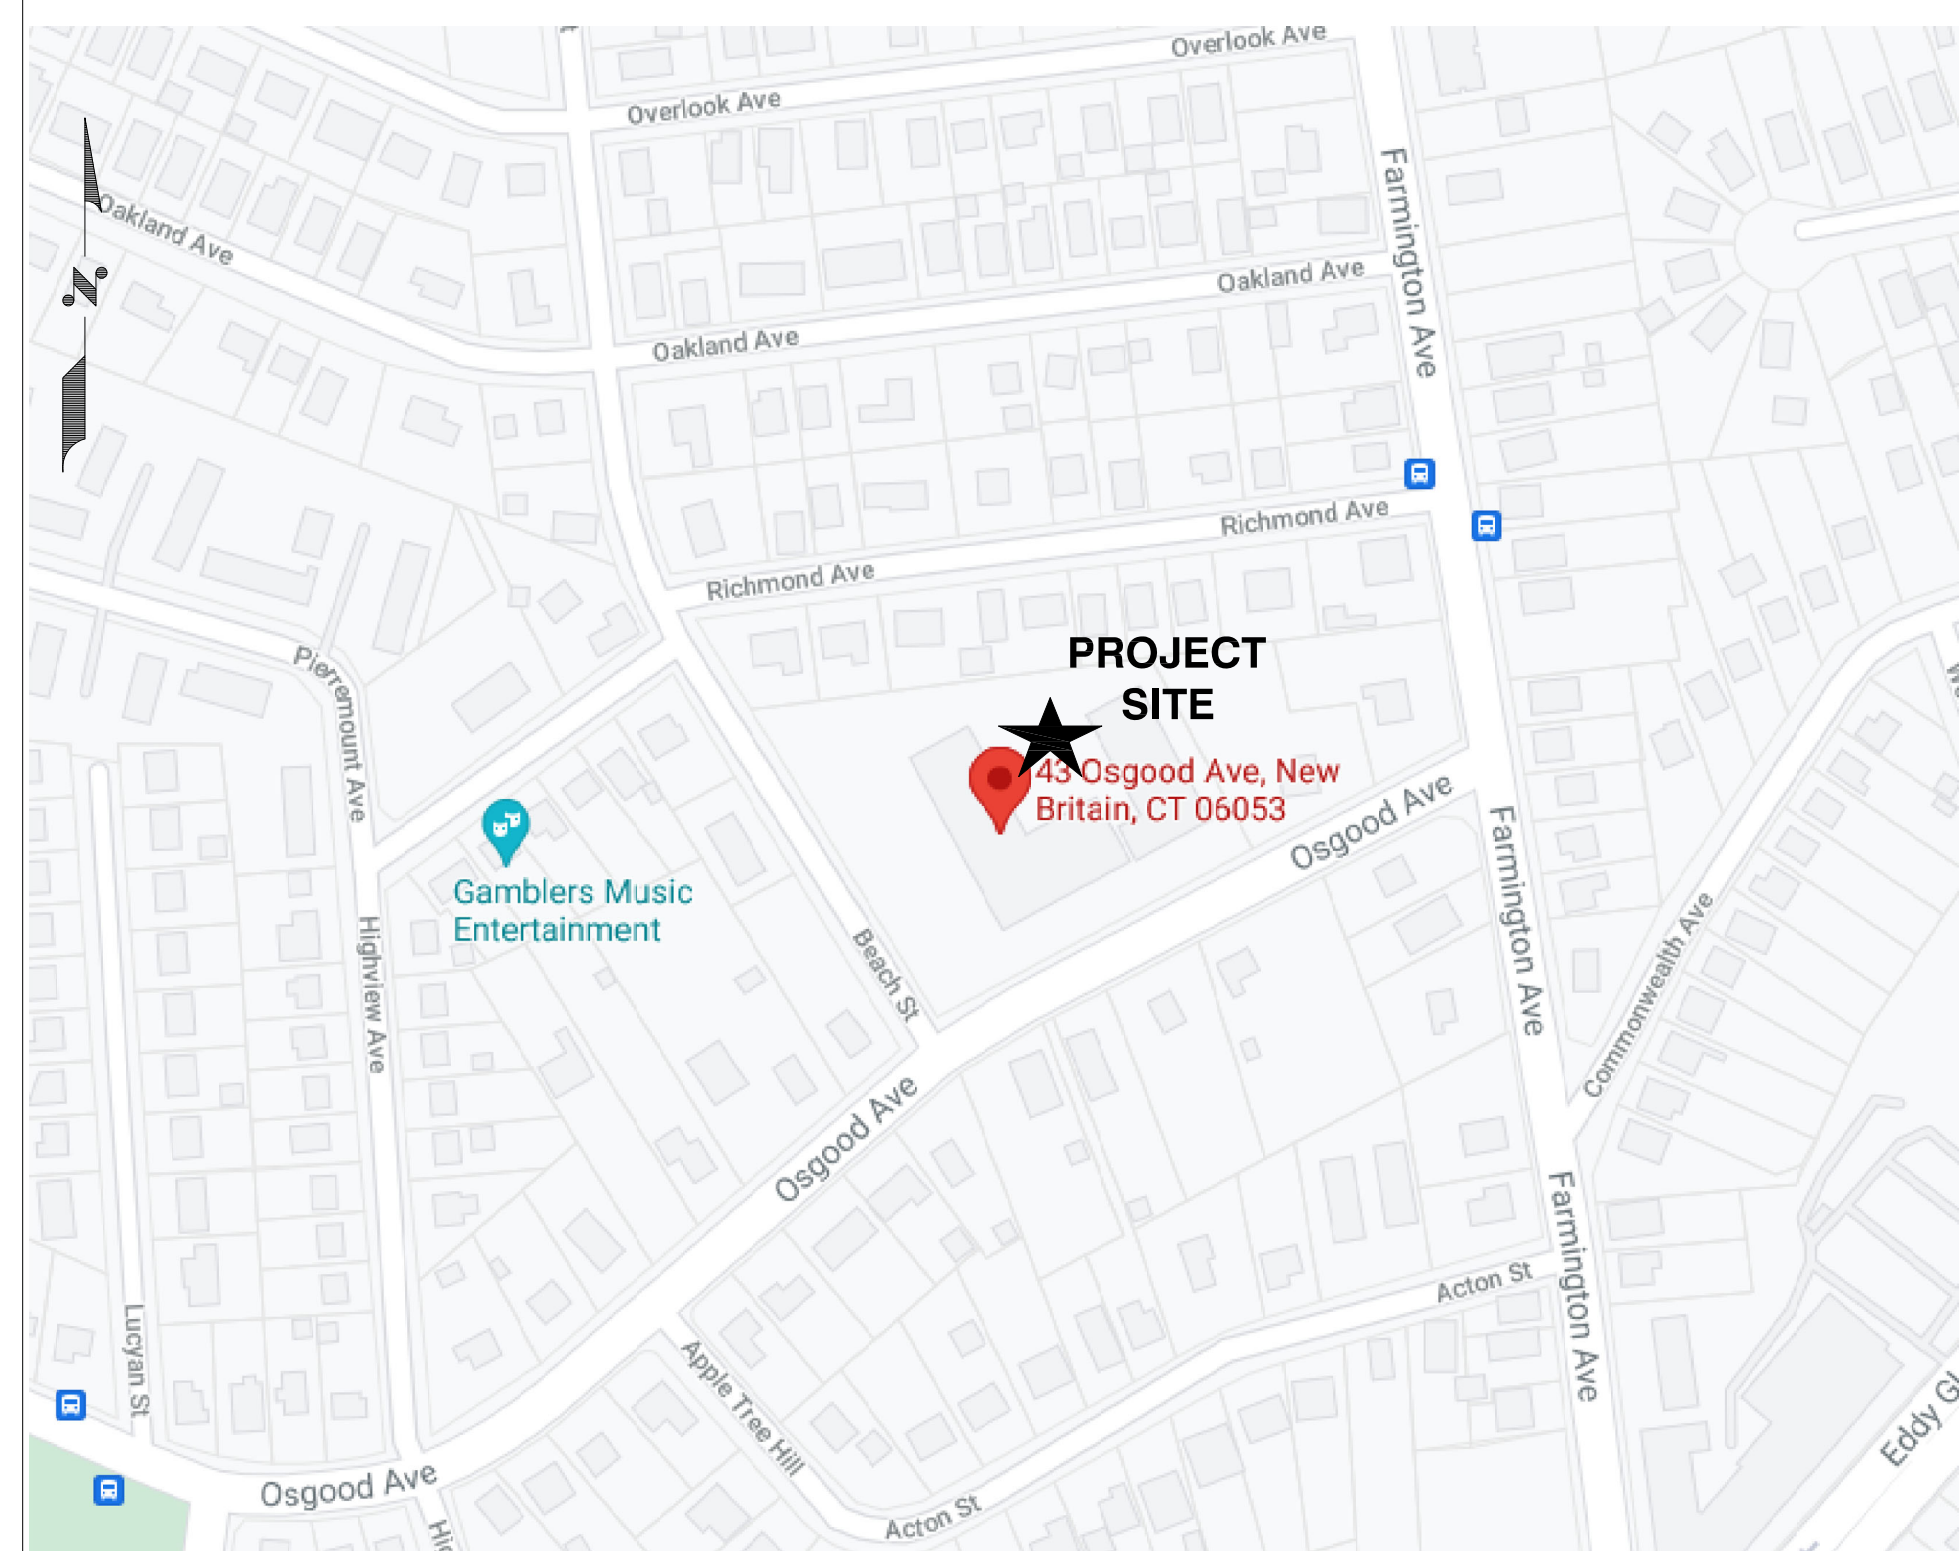 Overlook Ave
Overlook Ave
Farmington Ave
Oakland Ave
N
Oakland Ave
Oakland Ave
Richmond Ave
Richmond Ave
PROJECT
SITE
43 Osgood Ave, New
Britain, CT 06053
Pierremount Ave
Osgood Ave
Farmington Ave
Gamblers Music
Entertainment
Beach St
Highview Ave
Commonwealth Ave
Osgood Ave
Farmington Ave
Acton St
Lucyan St
Apple Tree Hill
Eddy Gl
Osgood Ave
Acton St